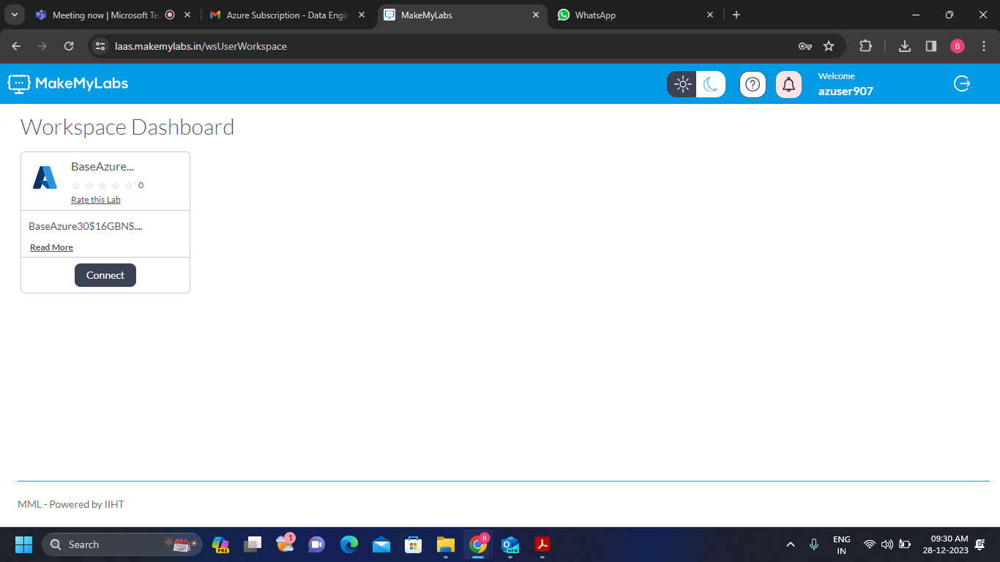 Meeting now | Microsoft Te
Azure Subscription - Data Engin
MakeMyLabs
WhatsApp
laas.makemylabs.in/wsUserWorkspace
B
MakeMyLabs
Welcome
azuser907
Workspace Dashboard
BaseAzure...
0
Rate this Lab
BaseAzure30$16GBNS....
Read More
Connect
MML - Powered by IIHT
Search
PRE
1
B
NEW
ENG
IN
09:30 AM
28-12-2023